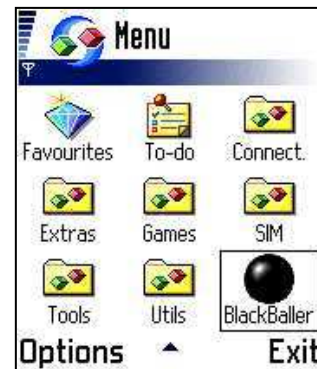 Menu
Favourites To-do Connect.
Extras Games SIM
Tools Utils BlackBaller
Options Exit